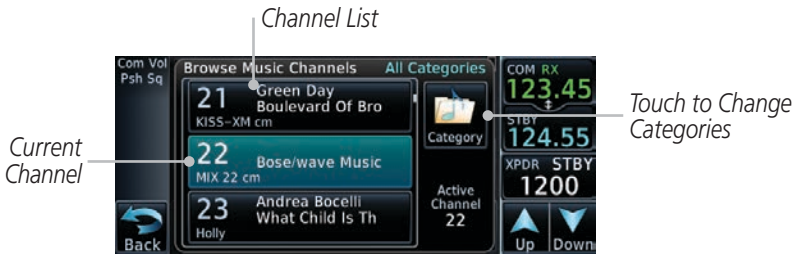 Channel List
Com Vol
Psh Sq
Browse Music Channels All Categories
21
Green Day
Boulevard Of Bro
KISS-XM cm
22
Bose/wave Music
MIX 22 cm
23
Andrea Bocelli
What Child Is Th
Holly
Category
Active
Channel
22
COM RX
123.45
STBY
124.55
XPDR STBY
1200
Back
Up Down
Current
Channel
Touch to Change
Categories